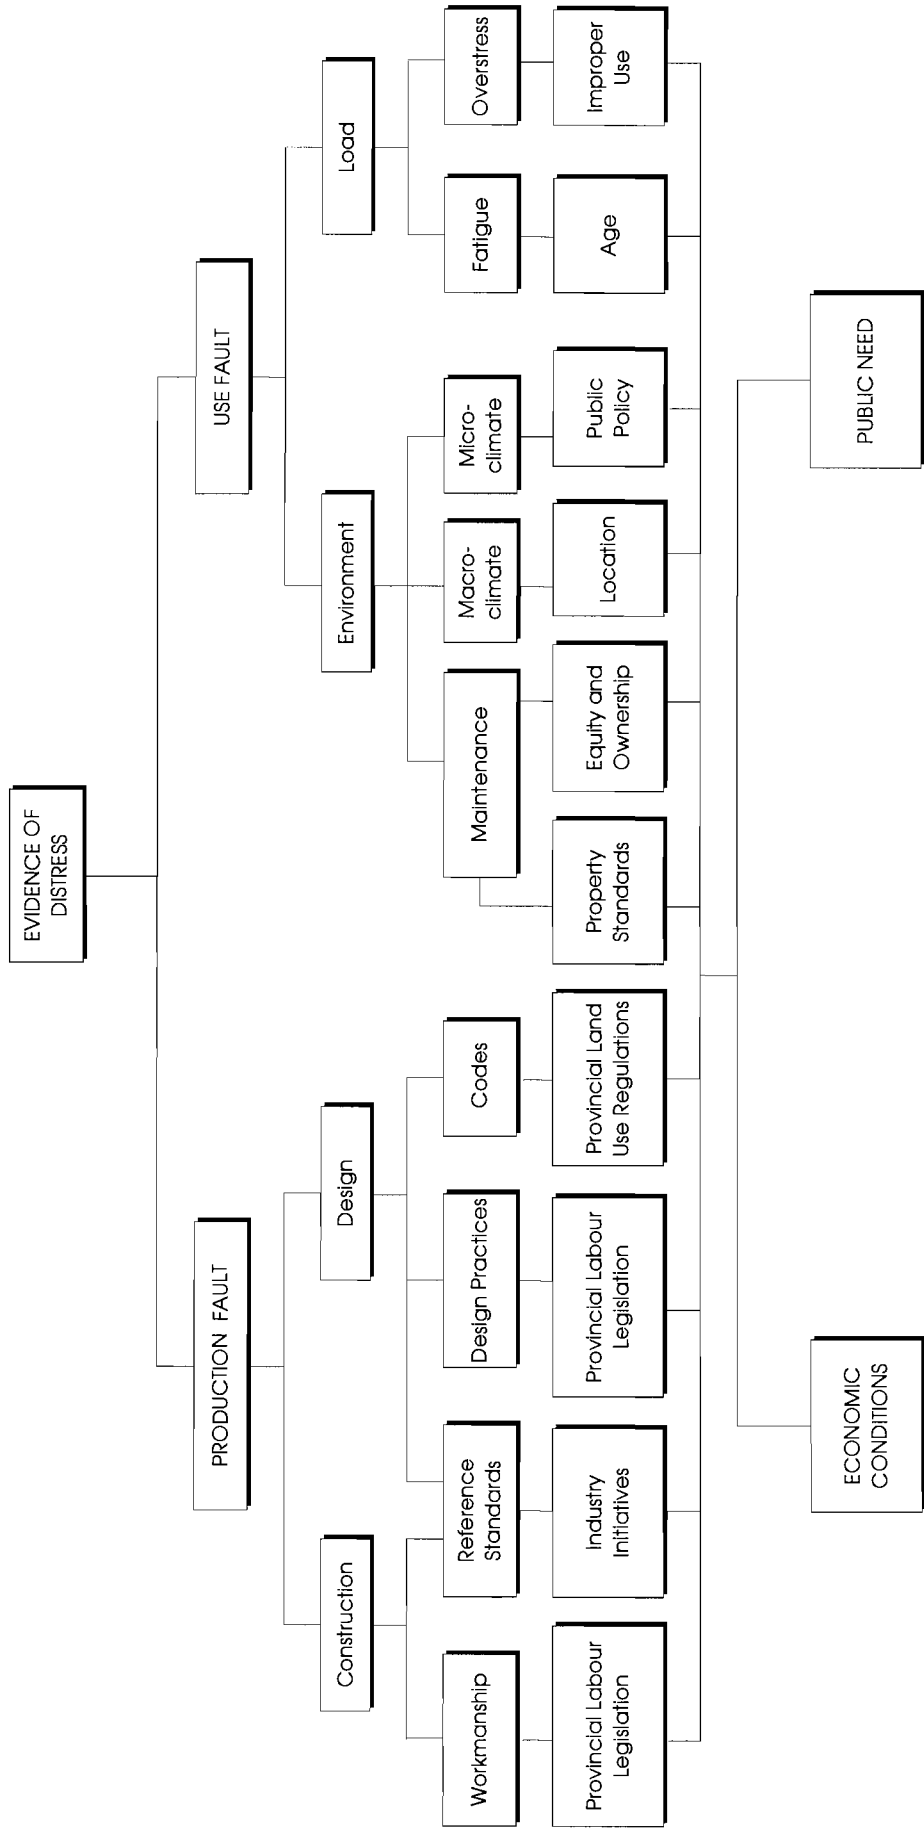 EVIDENCE OF
DISTRESS
PRODUCTION FAULT
USE FAULT
Construction
Design
Environment
Load
Workmanship
Reference
Standards
Design Practices
Codes
Maintenance
Macro-
climate
Micro-
climate
Fatigue
Overstress
Provincial Labour
Legislation
Industry
Initiatives
Provincial Labour
Legislation
Provincial Land
Use Regulations
Property
Standards
Equity and
Ownership
Location
Public
Policy
Age
Improper
Use
ECONOMIC
CONDITIONS
PUBLIC NEED